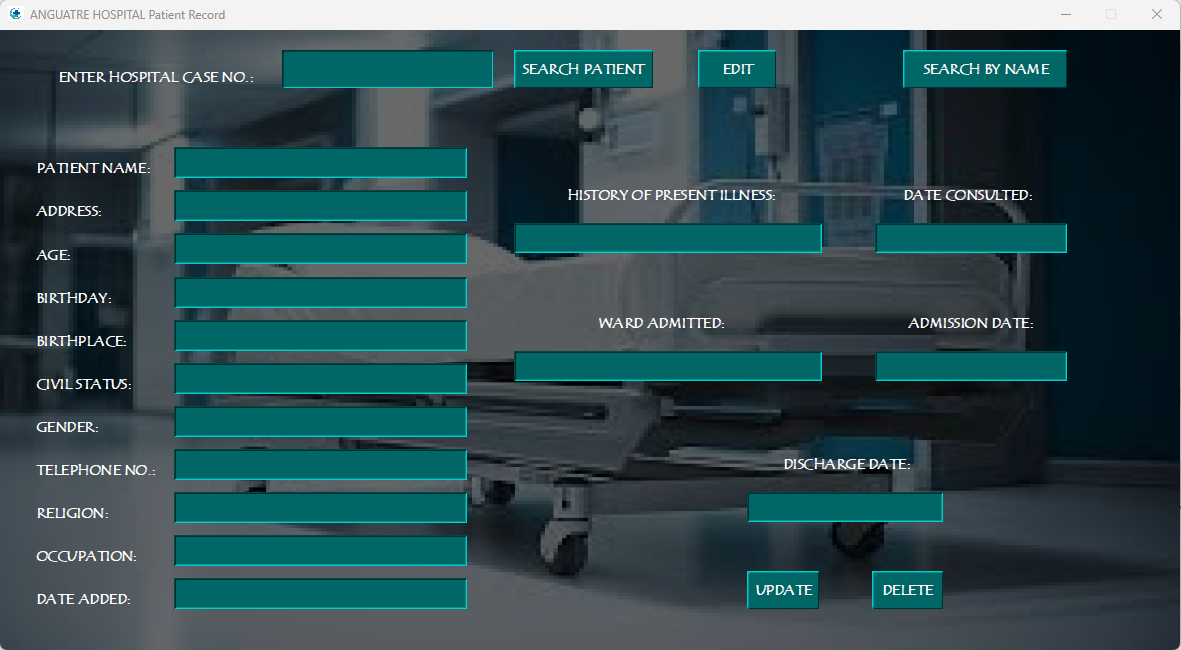 ANGUATRE HOSPITAL Patient Record
ENTER HOSPITAL CASE NO.:
SEARCH PATIENT
EDIT
SEARCH BY NAME
PATIENT NAME:
ADDRESS:
AGE:
BIRTHDAY:
BIRTHPLACE:
CIVIL STATUS:
GENDER:
TELEPHONE NO.:
RELIGION:
OCCUPATION:
DATE ADDED:
HISTORY OF PRESENT ILLNESS:
DATE CONSULTED:
WARD ADMITTED:
ADMISSION DATE:
DISCHARGE DATE:
UPDATE
DELETE